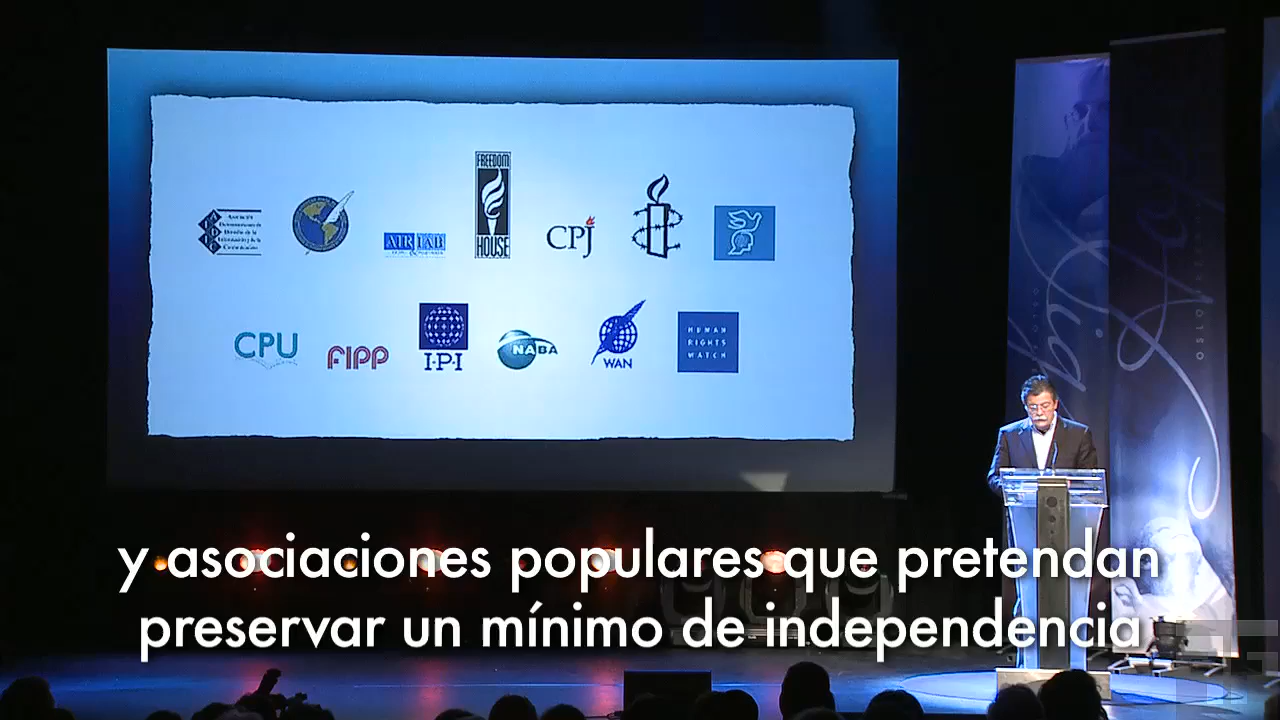 FREEDOM
HOUSE
CPJ
CPU
FIPP
I·P·I
NABA
WAN
HUMAN
RIGHTS
WATCH
y asociaciones populares que pretendan
preservar un mínimo de independencia